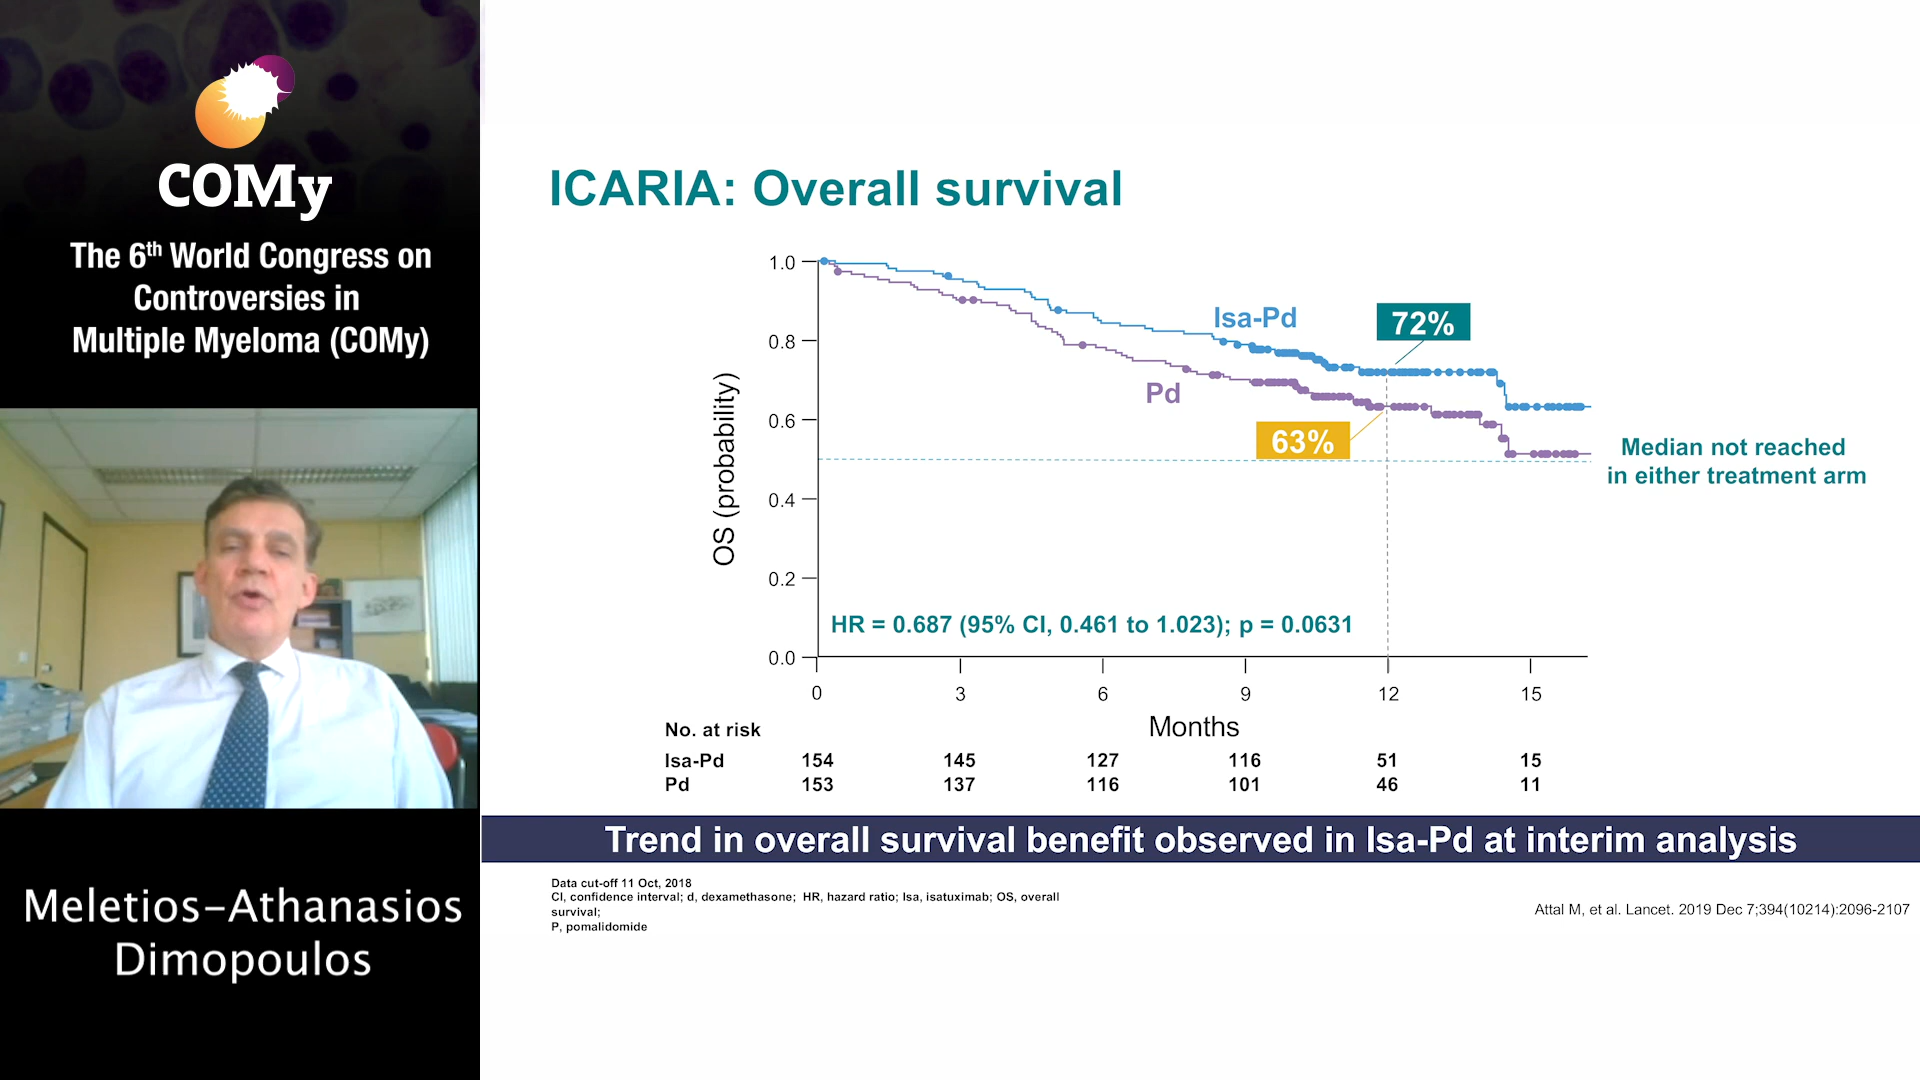 COMy
The 6th World Congress on
Controversies in
Multiple Myeloma (COMy)
Meletios-Athanasios
Dimopoulos
ICARIA: Overall survival
OS (probability)
1.0
0.8
0.6
0.4
0.2
0.0
Isa-Pd
72%
Pd
63%
Median not reached
in either treatment arm
HR = 0.687 (95% CI, 0.461 to 1.023); p = 0.0631
0 3 6 9 12 15
Months
No. at risk
Isa-Pd 154 145 127 116 51 15
Pd 153 137 116 101 46 11
Trend in overall survival benefit observed in Isa-Pd at interim analysis
Data cut-off 11 Oct, 2018
CI, confidence interval; d, dexamethasone; HR, hazard ratio; Isa, isatuximab; OS, overall
survival;
P, pomalidomide
Attal M, et al. Lancet. 2019 Dec 7;394(10214):2096-2107